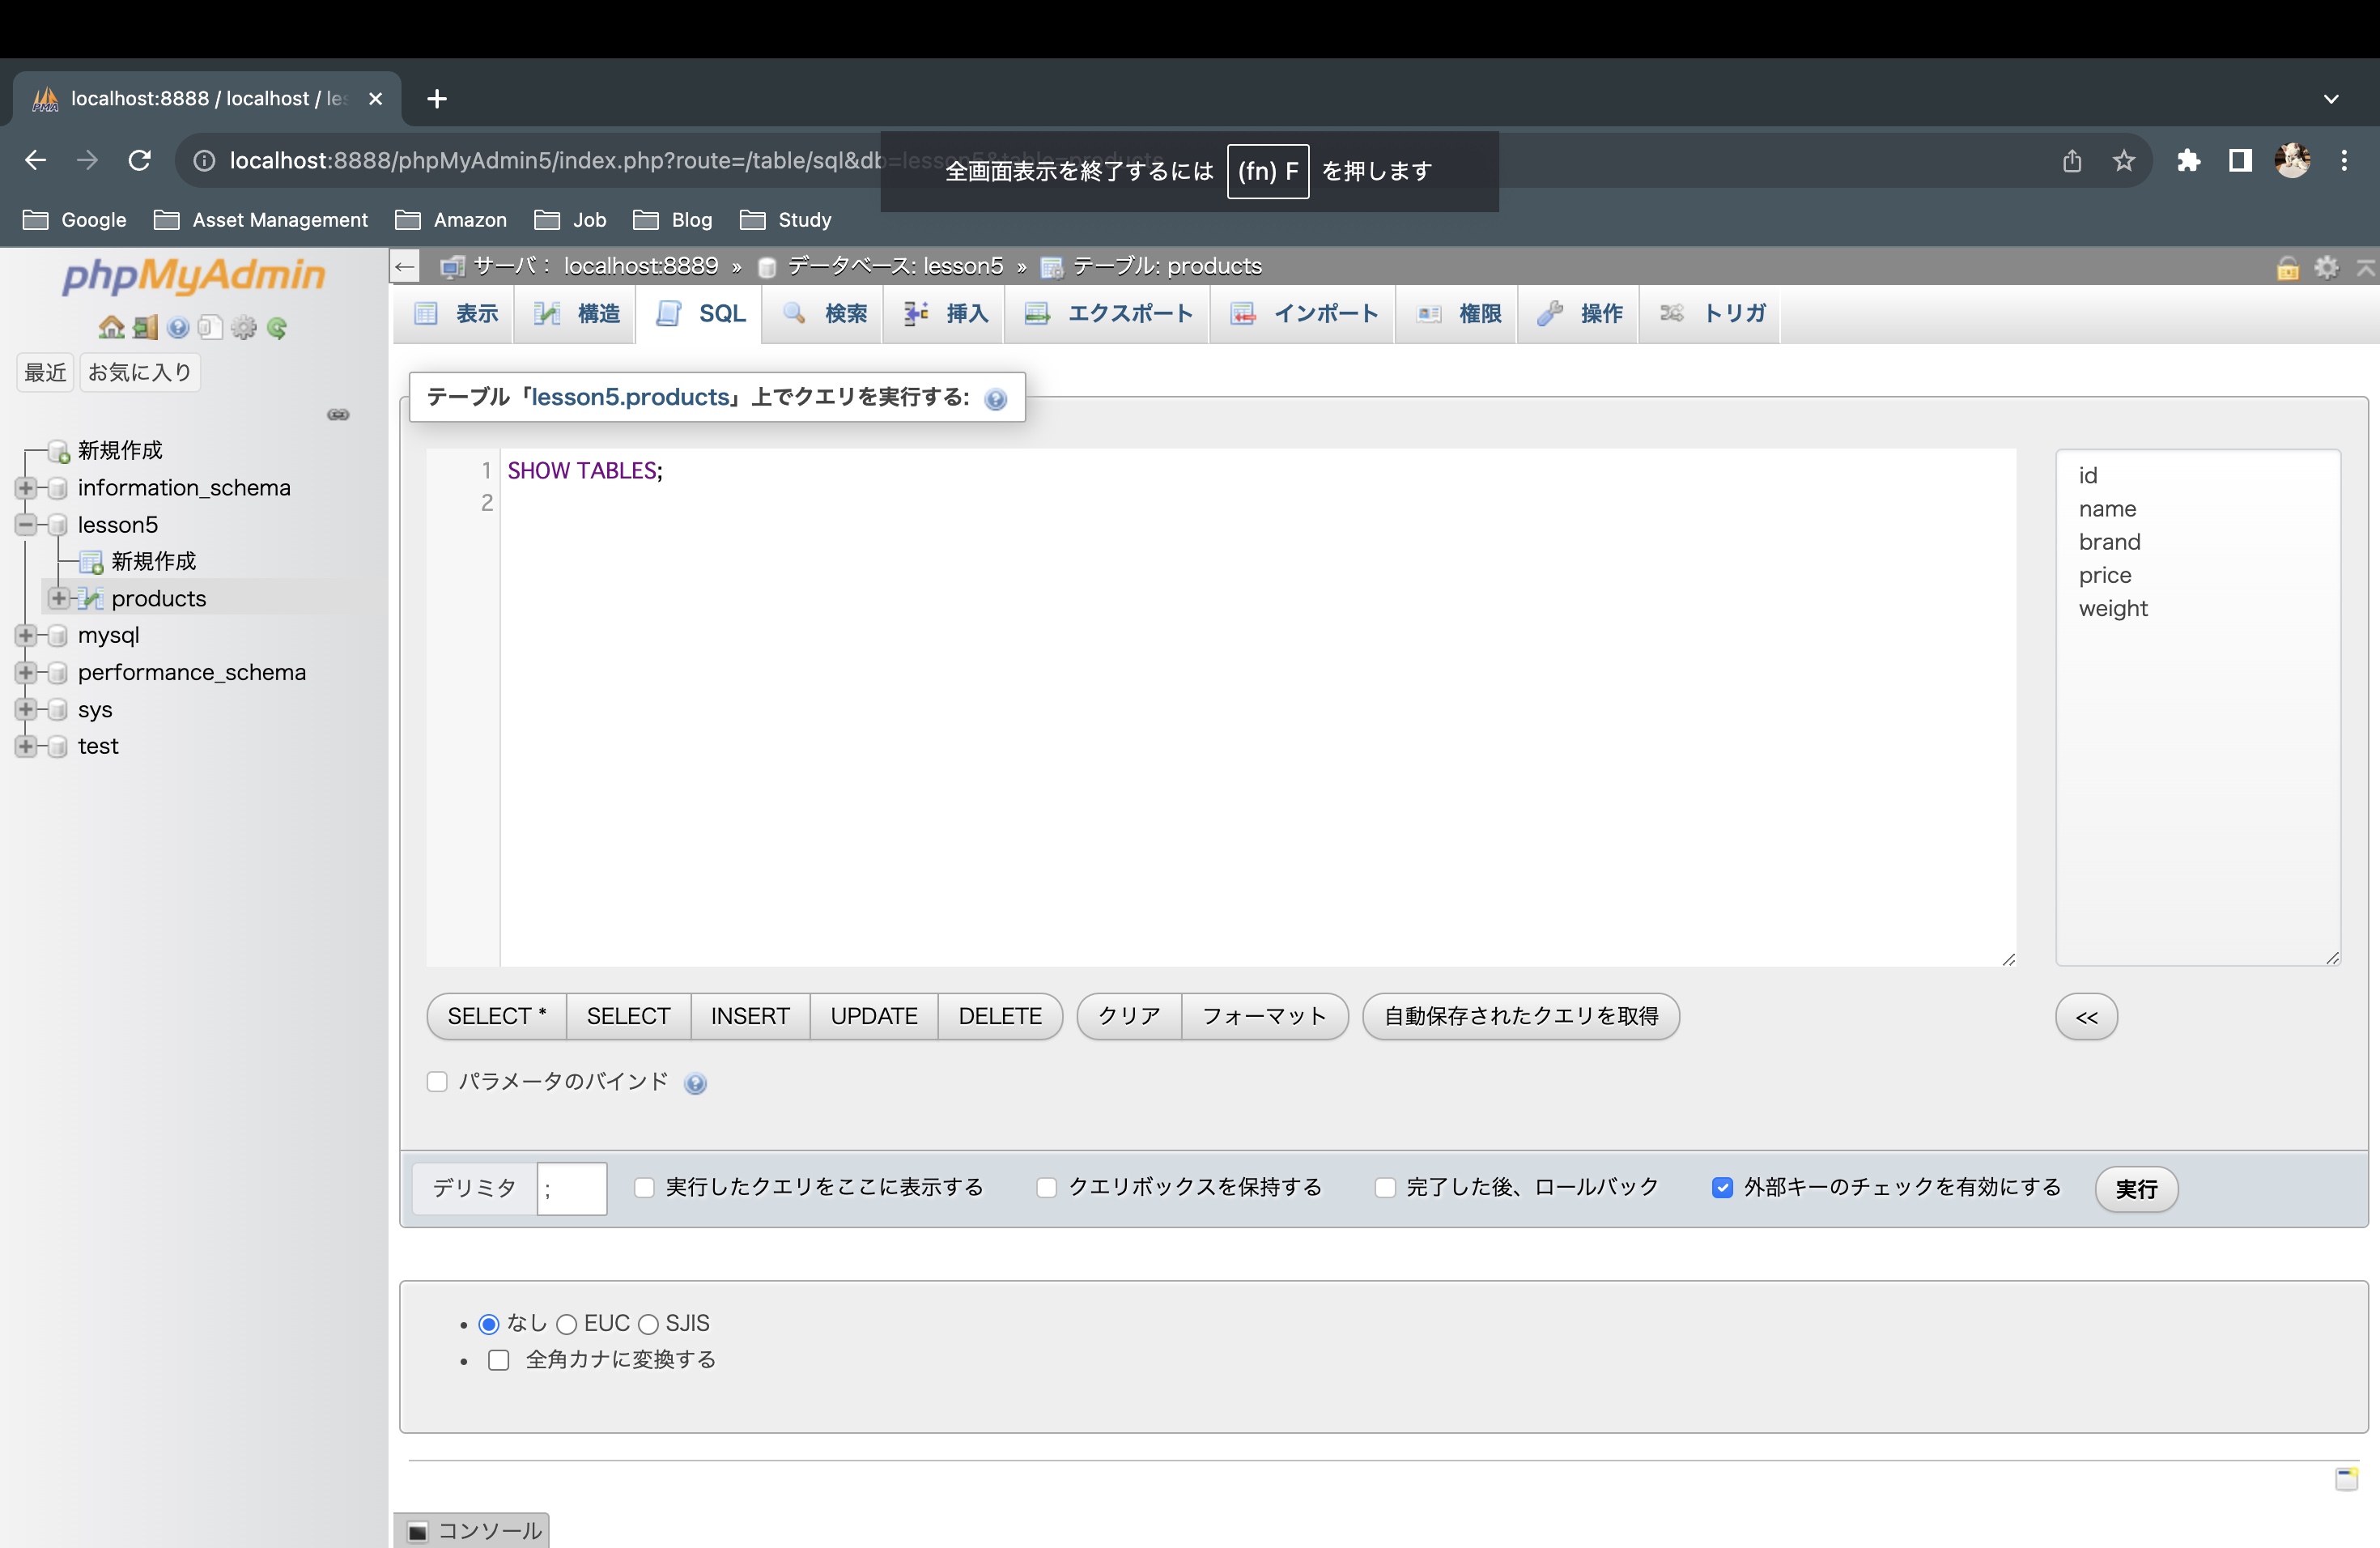 localhost:8888 / localhost / les
localhost:8888/phpMyAdmin5/index.php?route=/table/sql&db=lesson5&table=products
全画面表示を終了するには (fn) F を押します
Google Asset Management Amazon Job Blog Study
phpMyAdmin
最近 お気に入り
新規作成
information_schema
lesson5
新規作成
products
mysql
performance_schema
sys
test
サーバ： localhost:8889 » データベース: lesson5 » テーブル: products
表示 構造 SQL 検索 挿入 エクスポート インポート 権限 操作 トリガ
テーブル「lesson5.products」上でクエリを実行する:
1 SHOW TABLES;
2
id
name
brand
price
weight
SELECT * SELECT INSERT UPDATE DELETE クリア フォーマット 自動保存されたクエリを取得 <<
パラメータのバインド
デリミタ ; 実行したクエリをここに表示する クエリボックスを保持する 完了した後、ロールバック 外部キーのチェックを有効にする 実行
• なし EUC SJIS
• 全角カナに変換する
コンソール